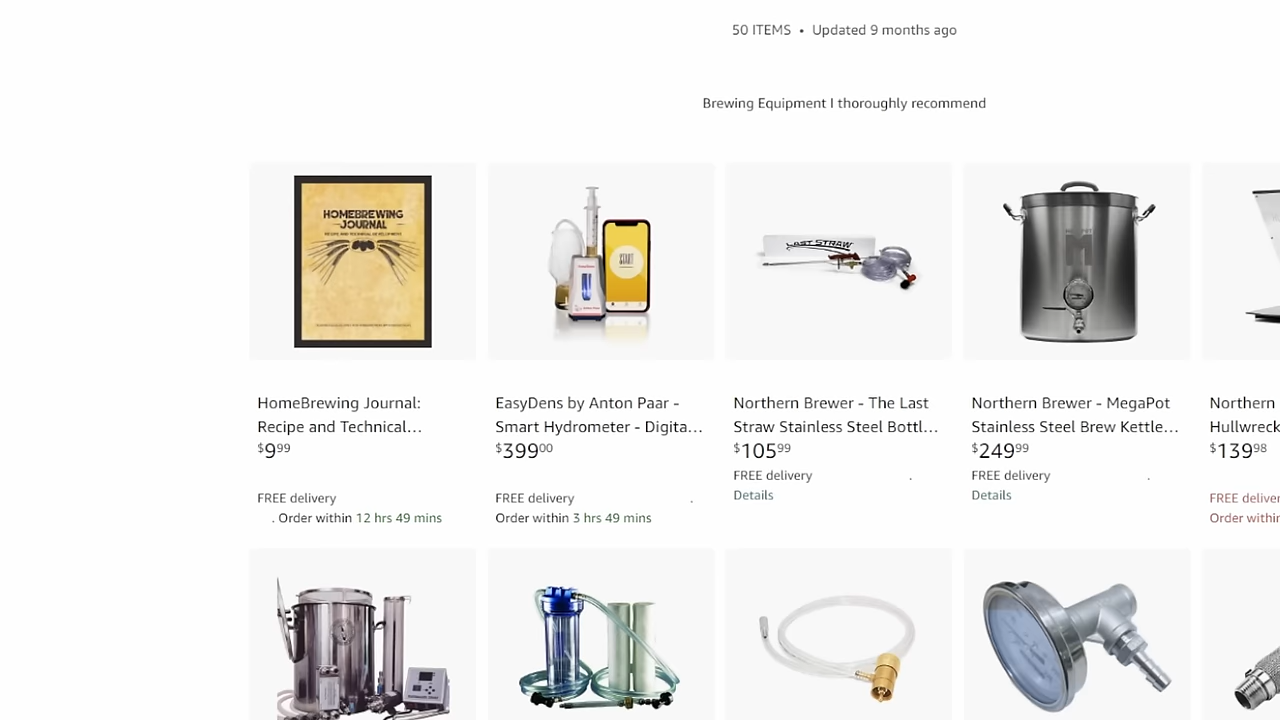 50 ITEMS • Updated 9 months ago
Brewing Equipment I thoroughly recommend
HOMEBREWING
JOURNAL
START
LAST STRAW
HomeBrewing Journal:
Recipe and Technical...
$9.99
FREE delivery
. Order within 12 hrs 49 mins
EasyDens by Anton Paar -
Smart Hydrometer - Digita...
$399.00
FREE delivery .
Order within 3 hrs 49 mins
Northern Brewer - The Last
Straw Stainless Steel Bottl...
$105.99
FREE delivery .
Details
Northern Brewer - MegaPot
Stainless Steel Brew Kettle...
$249.99
FREE delivery .
Details
Northern
Hullwreck
$139.98
FREE deliver
Order within